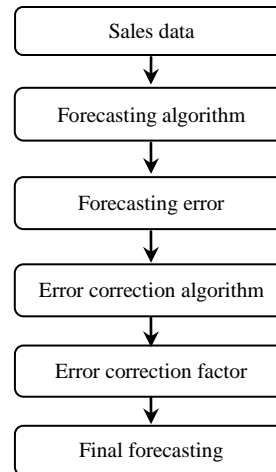 Sales data
Forecasting algorithm
Forecasting error
Error correction algorithm
Error correction factor
Final forecasting